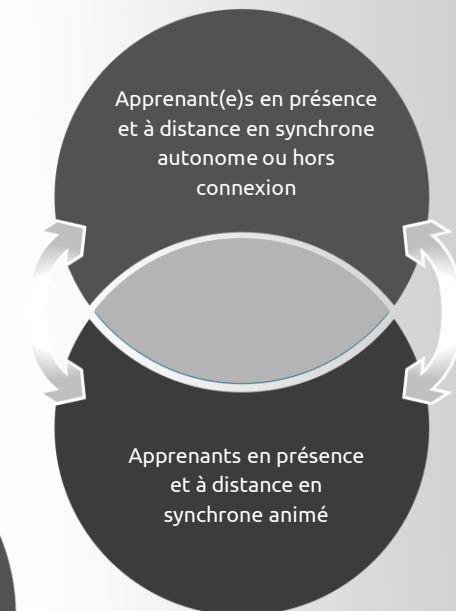 Apprenant(e)s en présence
et à distance en synchrone
autonome ou hors
connexion
Apprenants en présence
et à distance en
synchrone animé